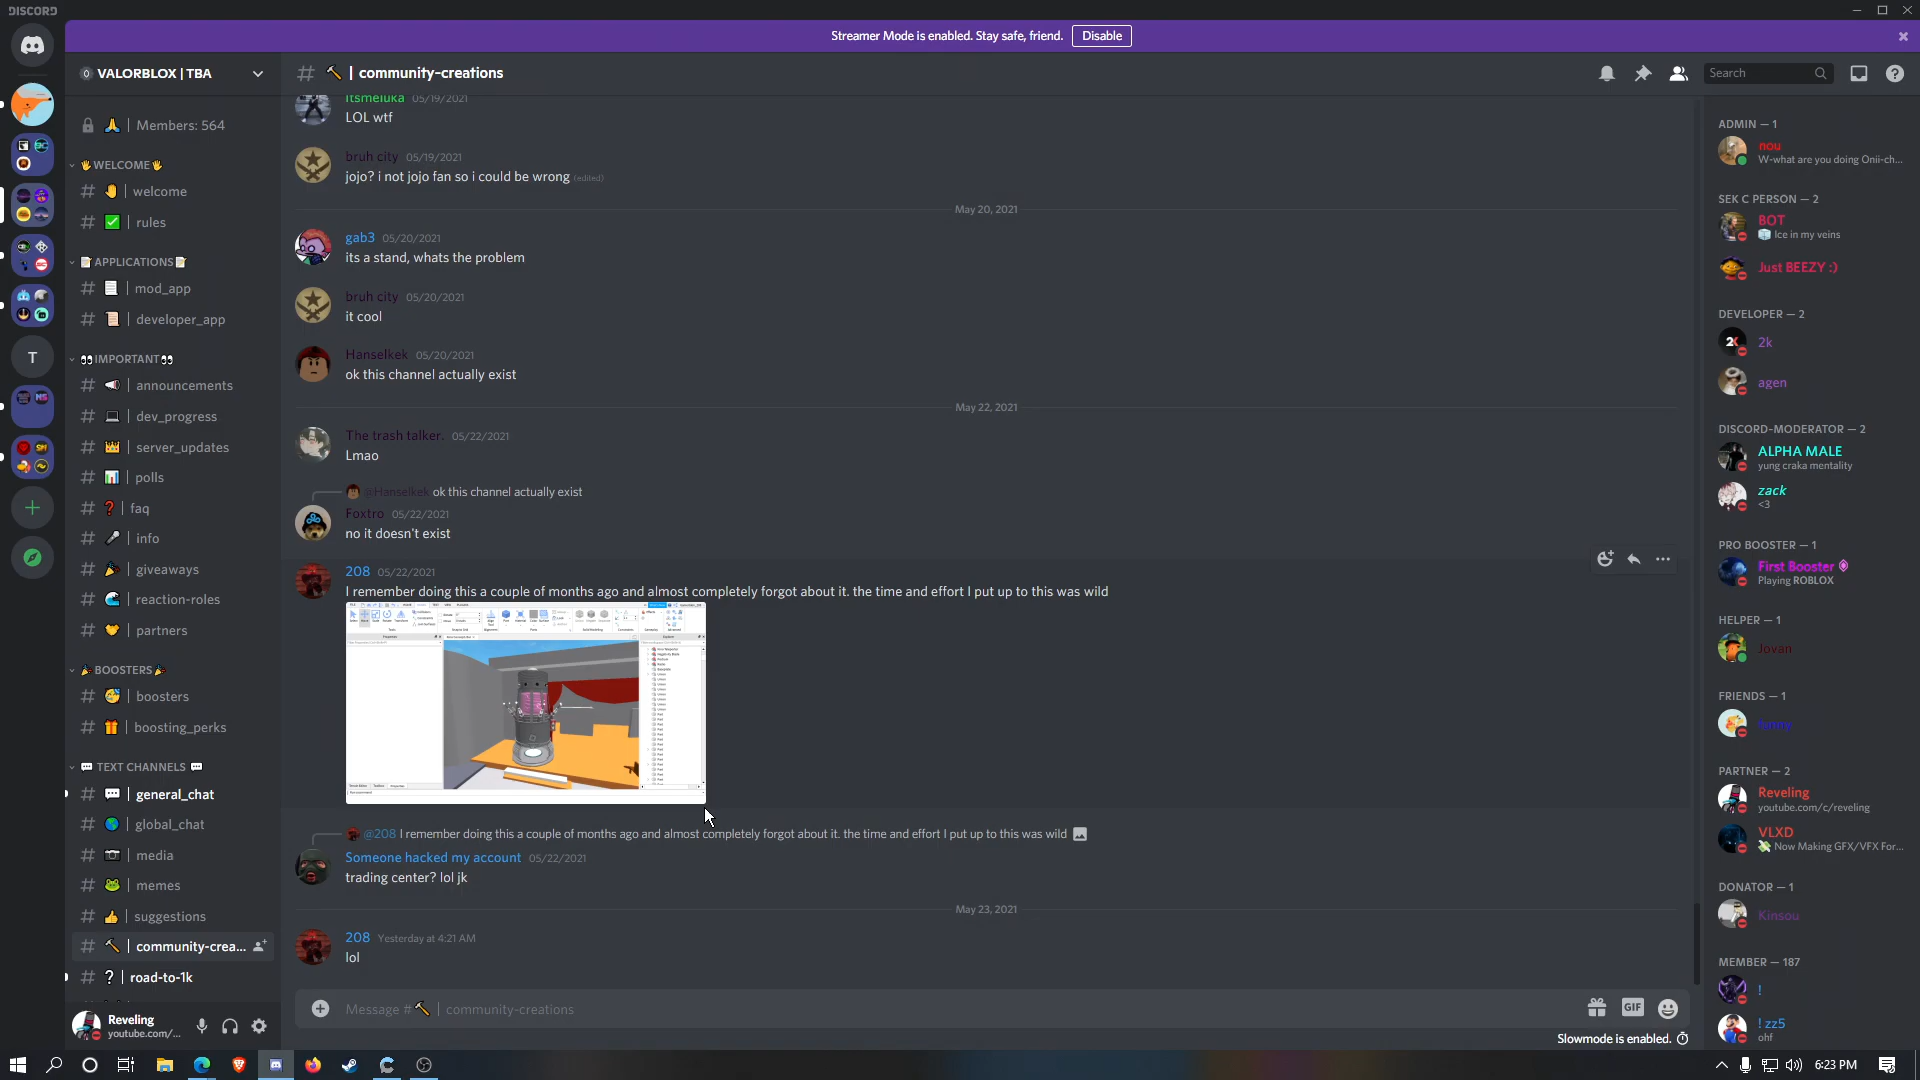 DISCORD
Streamer Mode is enabled. Stay safe, friend.
Disable
VALORBLOX | TBA
Members: 564
WELCOME
welcome
rules
APPLICATIONS
mod_app
developer_app
IMPORTANT
announcements
dev_progress
server_updates
polls
faq
info
giveaways
reaction-roles
partners
BOOSTERS
boosters
boosting_perks
TEXT CHANNELS
general_chat
global_chat
media
memes
suggestions
community-crea...
road-to-1k
Reveling
youtube.com/...
T
# | community-creations
Search
Itsmeluka 05/19/2021
LOL wtf
bruh city 05/19/2021
jojo? i not jojo fan so i could be wrong (edited)
May 20, 2021
gab3 05/20/2021
its a stand, whats the problem
bruh city 05/20/2021
it cool
Hanselkek 05/20/2021
ok this channel actually exist
May 22, 2021
The trash talker. 05/22/2021
Lmao
@Hanselkek ok this channel actually exist
Foxtro 05/22/2021
no it doesn't exist
208 05/22/2021
I remember doing this a couple of months ago and almost completely forgot about it. the time and effort I put up to this was wild
@208 I remember doing this a couple of months ago and almost completely forgot about it. the time and effort I put up to this was wild
Someone hacked my account 05/22/2021
trading center? lol jk
May 23, 2021
208 Yesterday at 4:21 AM
lol
Message # | community-creations
GIF
Slowmode is enabled.
ADMIN — 1
nou
W-what are you doing Onii-ch...
SEK C PERSON — 2
BOT
Ice in my veins
Just BEEZY :)
DEVELOPER — 2
2k
agen
DISCORD-MODERATOR — 2
ALPHA MALE
yung craka mentality
zack
<3
PRO BOOSTER — 1
First Booster
Playing ROBLOX
HELPER — 1
Jovan
FRIENDS — 1
PARTNER — 2
Reveling
youtube.com/c/reveling
VLXD
Now Making GFX/VFX For...
DONATOR — 1
Kinsou
MEMBER — 187
!
! zz5
ohf
6:23 PM